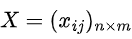 X = (x_{ij})_{n×m}